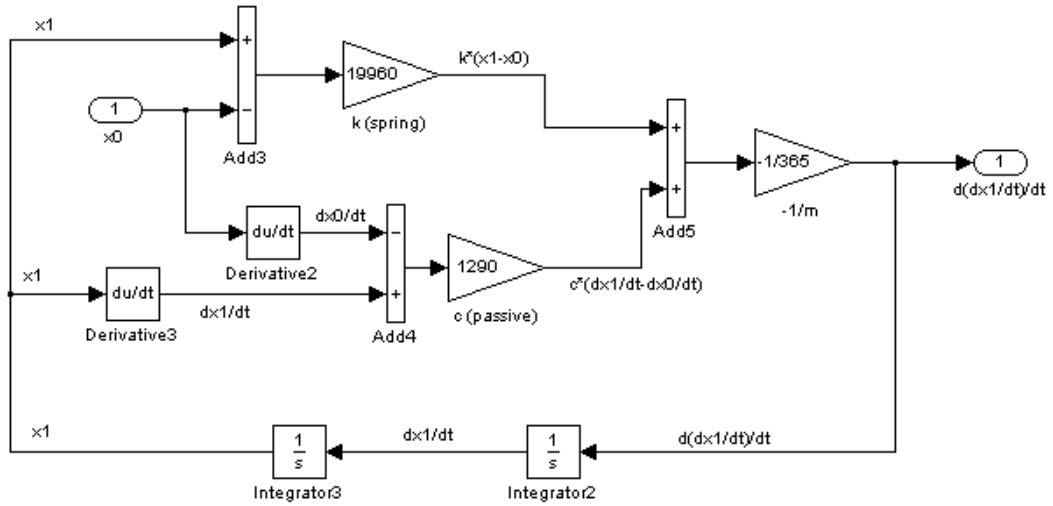 x1
+
−
1
x0
Add3
19960
k (spring)
k*(x1-x0)
+
+
Add5
-1/365
-1/m
1
d(dx1/dt)/dt
du/dt
Derivative2
dx0/dt
−
+
Add4
1290
c (passive)
c*(dx1/dt-dx0/dt)
x1
du/dt
Derivative3
dx1/dt
x1
1
s
Integrator3
dx1/dt
1
s
Integrator2
d(dx1/dt)/dt